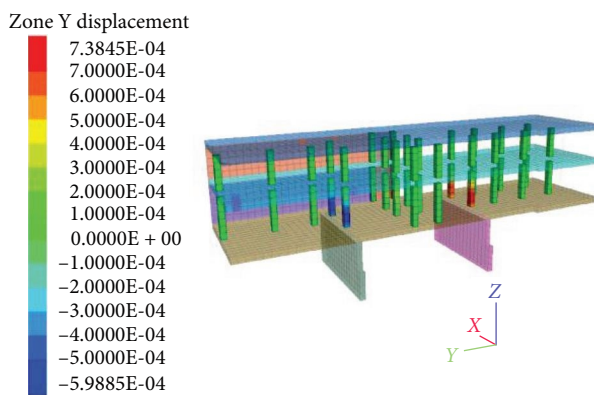 Zone Y displacement
7.3845E-04
7.0000E-04
6.0000E-04
5.0000E-04
4.0000E-04
3.0000E-04
2.0000E-04
1.0000E-04
0.0000E + 00
–1.0000E-04
–2.0000E-04
–3.0000E-04
–4.0000E-04
–5.0000E-04
–5.9885E-04
Z
X
Y